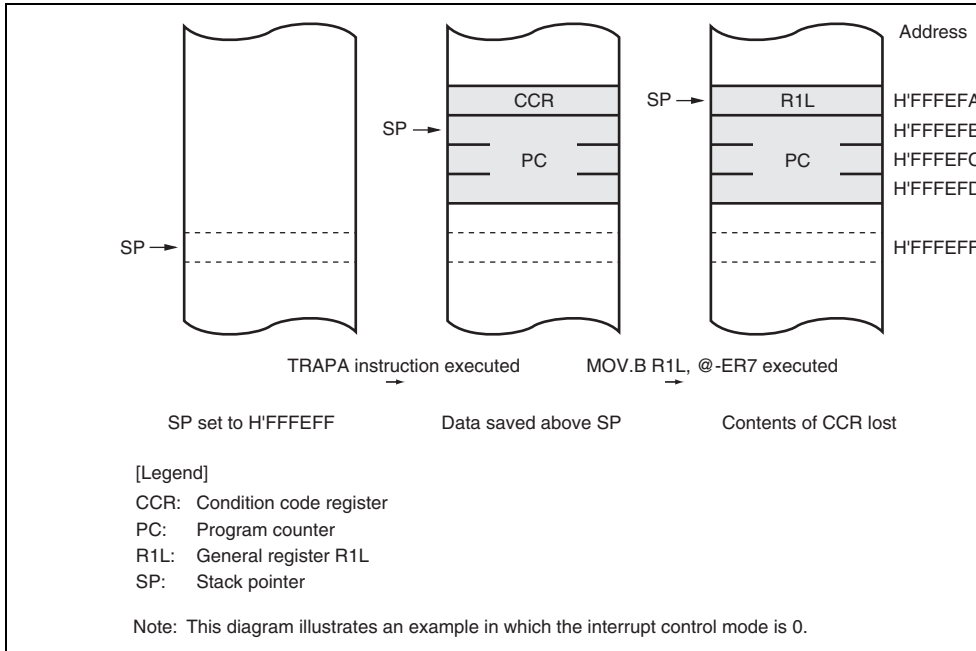 Address
CCR
SP
R1L
H'FFFEFA
SP
H'FFFEFB
PC
PC
H'FFFEFC
H'FFFEFD
SP
H'FFFEFF
TRAPA instruction executed
MOV.B R1L, @-ER7 executed
SP set to H'FFFEFF
Data saved above SP
Contents of CCR lost
[Legend]
CCR: Condition code register
PC: Program counter
R1L: General register R1L
SP: Stack pointer
Note: This diagram illustrates an example in which the interrupt control mode is 0.